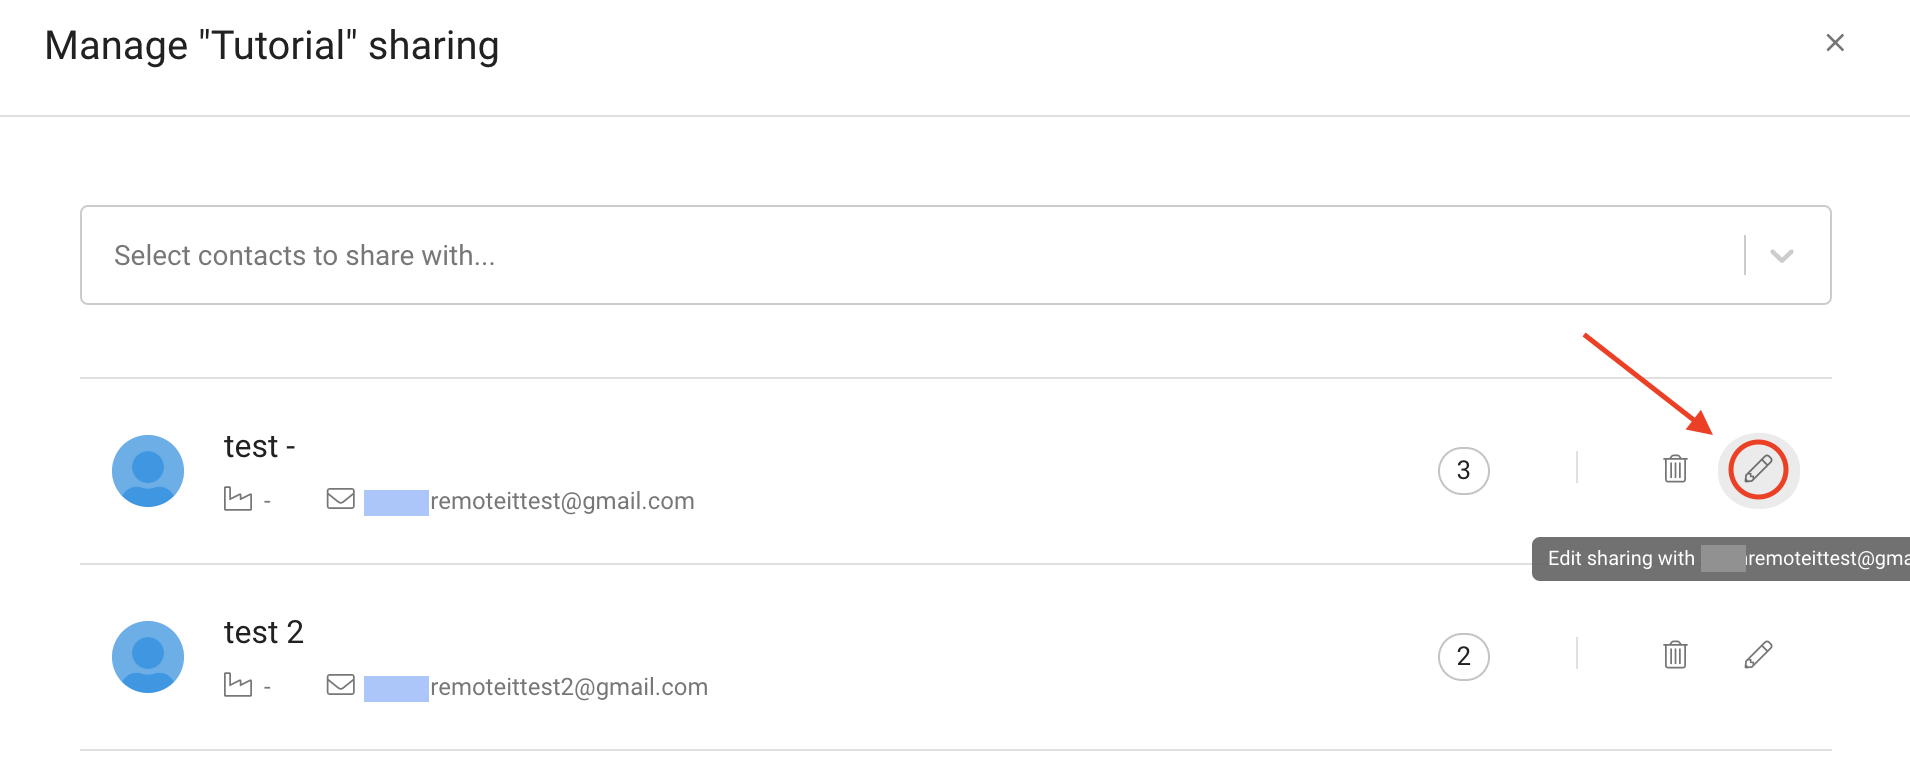 Manage "Tutorial" sharing
Select contacts to share with...
test -
- remoteittest@gmail.com
3
Edit sharing with remoteittest@gma
test 2
- remoteittest2@gmail.com
2